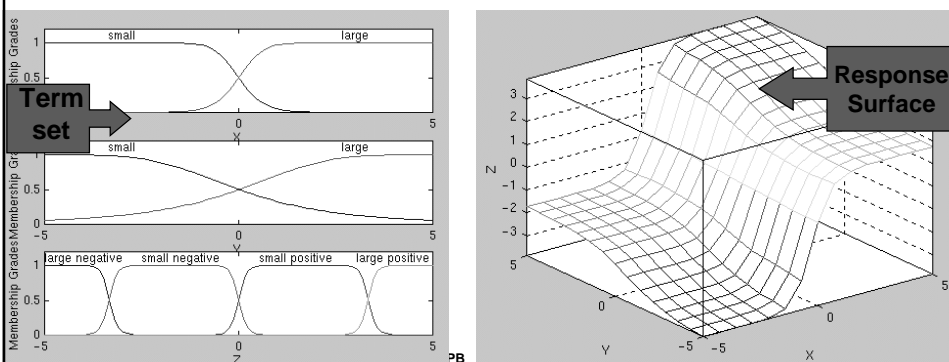 Membership Grades
small
large
1
0.5
Term
set
0
5
X
Membership Grades
small
large
1
0.5
0
-5
0
5
Y
Membership Grades
large negative
small negative
small positive
large positive
1
0.5
0
-5
0
5
Z
PB
Response
Surface
3
2
1
0
-1
-2
-3
Z
5
0
-5
Y
-5
0
5
X